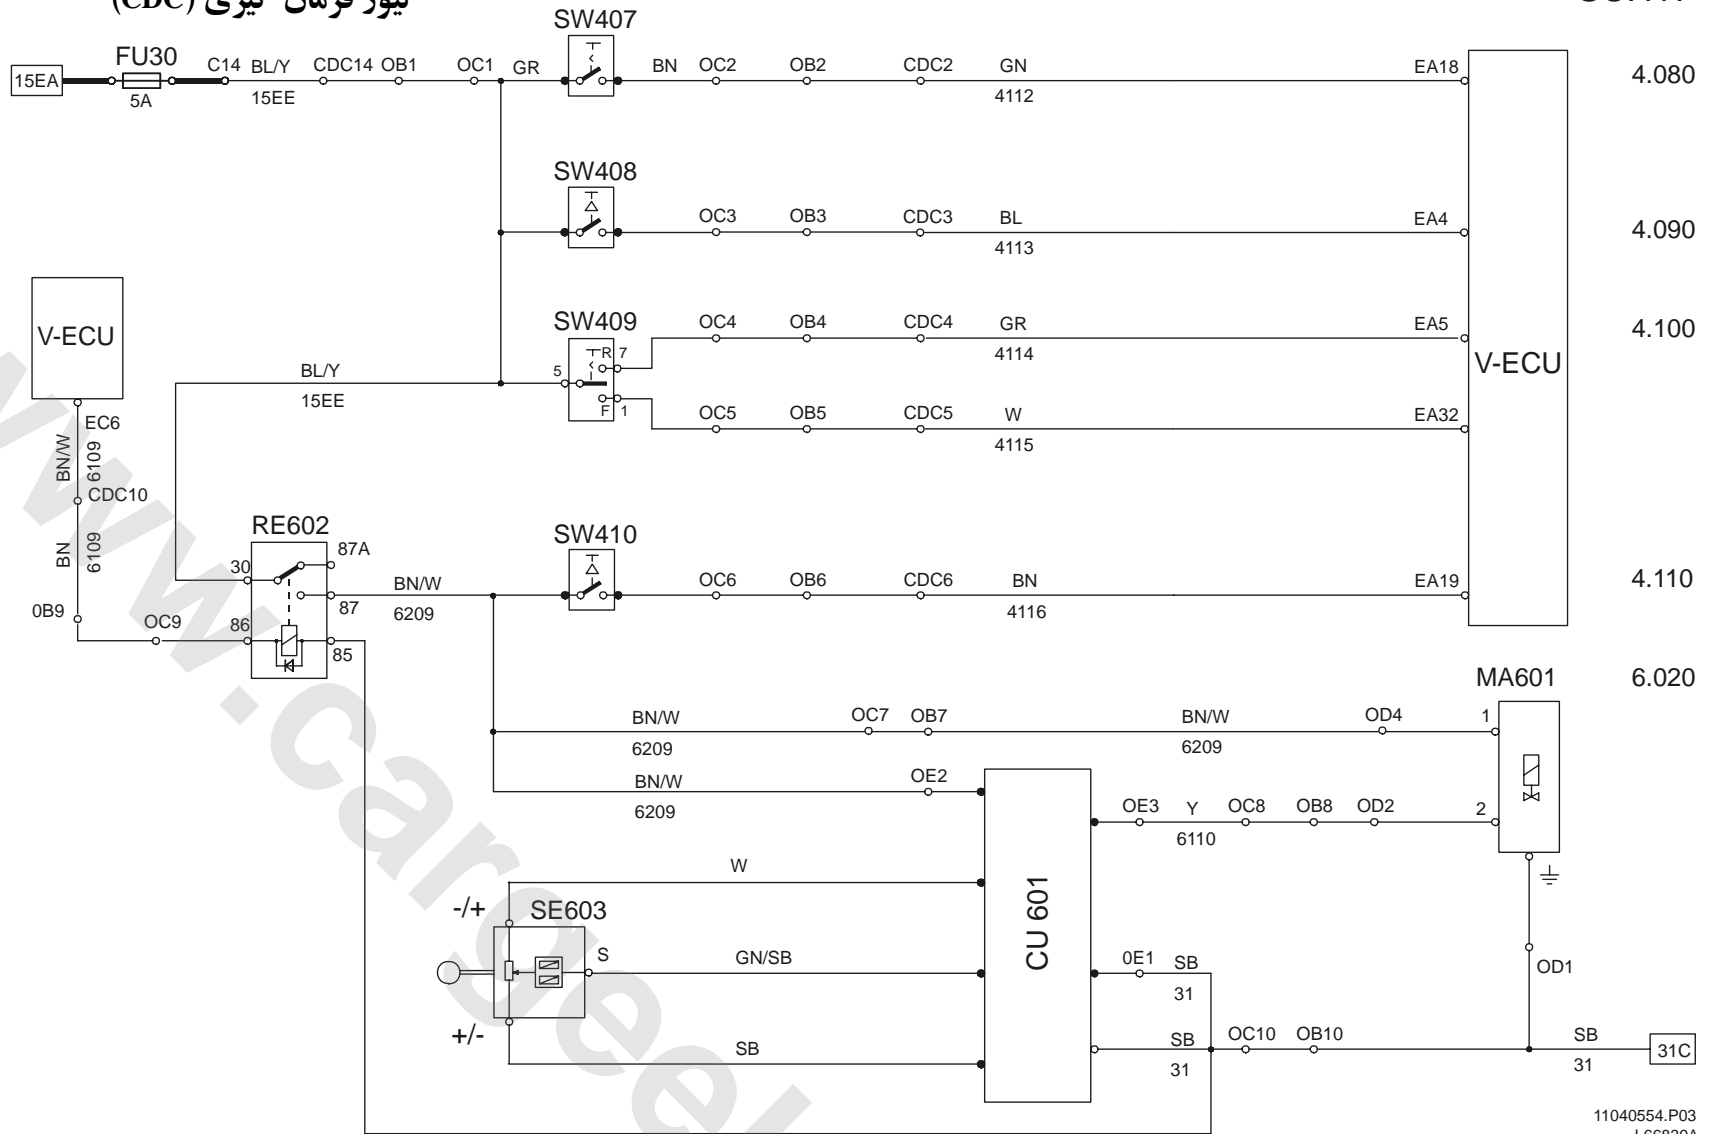 لیور فرمان گیری (CDC)
SW407
FU30
C14 BL/Y CDC14 OB1 OC1 GR BN OC2 OB2 CDC2 GN EA18 4.080
15EA
5A 15EE 4112
SW408
OC3 OB3 CDC3 BL EA4 4.090
4113
SW409
OC4 OB4 CDC4 GR EA5 4.100
V-ECU
R 7 4114
V-ECU
BL/Y 5
15EE
F 1 OC5 OB5 CDC5 W EA32
EC6
4115
BN/W 6109
CDC10
RE602 SW410
BN 6109
87A
30 BN/W OC6 OB6 CDC6 BN EA19 4.110
0B9 OC9 86 87 6209 4116
85
MA601 6.020
BN/W OC7 OB7 BN/W OD4 1
6209 6209
BN/W OE2
6209
OE3 Y OC8 OB8 OD2 2
6110
W
CU 601
-/+ SE603
S GN/SB 0E1 SB
31 OD1
+/- SB SB OC10 OB10 SB
31 31 31C
11040554.P03
www.cargeek